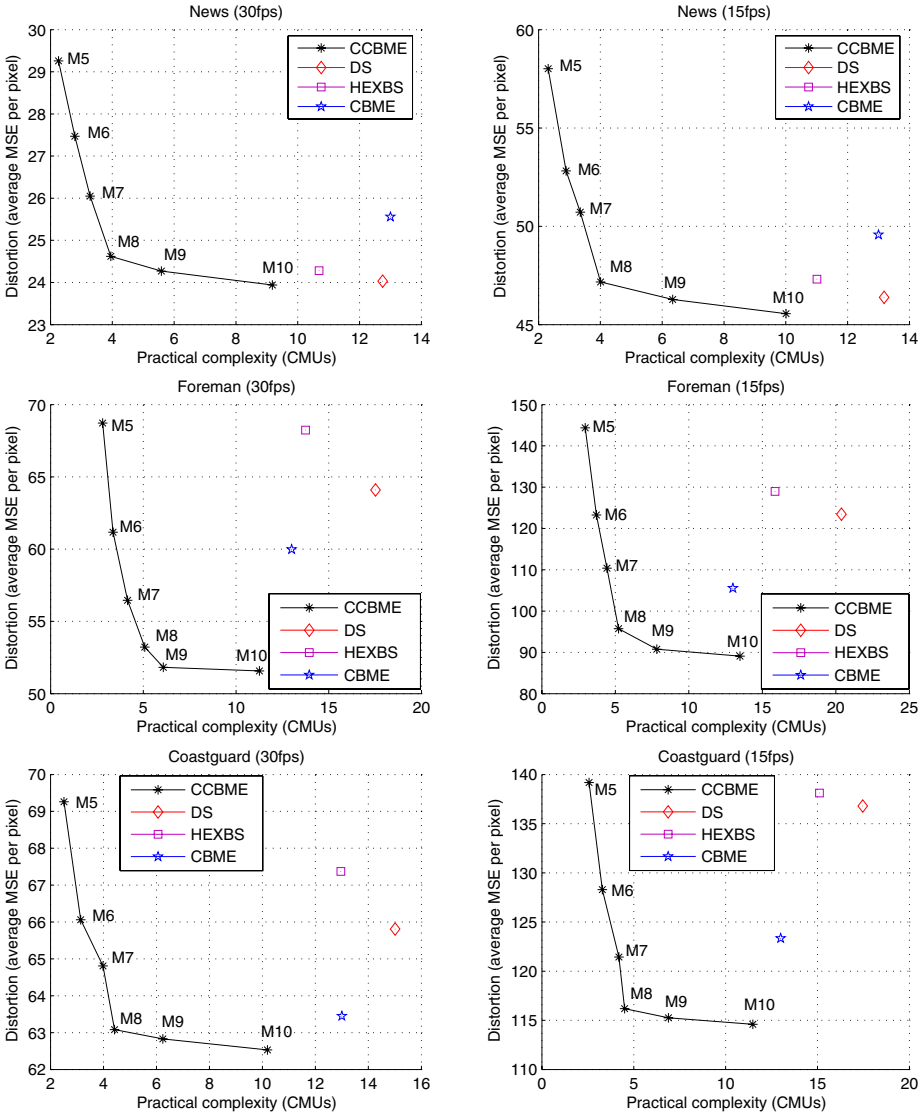 News (30fps)
Distortion (average MSE per pixel)
30
29
28
27
26
25
24
23
M5
M6
M7
M8
M9
M10
CCBME
DS
HEXBS
CBME
2 4 6 8 10 12 14
Practical complexity (CMUs)
News (15fps)
Distortion (average MSE per pixel)
60
55
50
45
M5
M6
M7
M8
M9
M10
CCBME
DS
HEXBS
CBME
2 4 6 8 10 12 14
Practical complexity (CMUs)
Foreman (30fps)
Distortion (average MSE per pixel)
70
65
60
55
50
M5
M6
M7
M8
M9
M10
CCBME
DS
HEXBS
CBME
0 5 10 15 20
Practical complexity (CMUs)
Foreman (15fps)
Distortion (average MSE per pixel)
150
140
130
120
110
100
90
80
M5
M6
M7
M8
M9
M10
CCBME
DS
HEXBS
CBME
0 5 10 15 20 25
Practical complexity (CMUs)
Coastguard (30fps)
Distortion (average MSE per pixel)
70
69
68
67
66
65
64
63
62
M5
M6
M7
M8
M9
M10
CCBME
DS
HEXBS
CBME
2 4 6 8 10 12 14 16
Practical complexity (CMUs)
Coastguard (15fps)
Distortion (average MSE per pixel)
140
135
130
125
120
115
110
M5
M6
M7
M8
M9
M10
CCBME
DS
HEXBS
CBME
0 5 10 15 20
Practical complexity (CMUs)